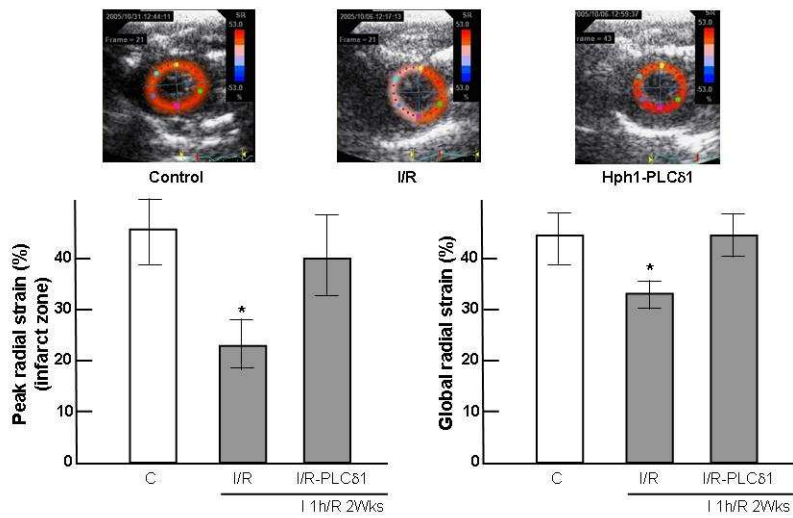 2005/10/31-12:44:11
SR
53.0
Frame = 21
-53.0
%
2005/10/06-12:17:13
SR
53.0
Frame = 21
-53.0
%
2005/10/06-12:59:37
SR
53.0
Frame = 43
-53.0
%
Control
I/R
Hph1-PLCδ1
Peak radial strain (%)
(infarct zone)
40
30
20
10
0
*
C
I/R
I/R-PLCδ1
I 1h/R 2Wks
Global radial strain (%)
40
30
20
10
0
*
C
I/R
I/R-PLCδ1
I 1h/R 2Wks